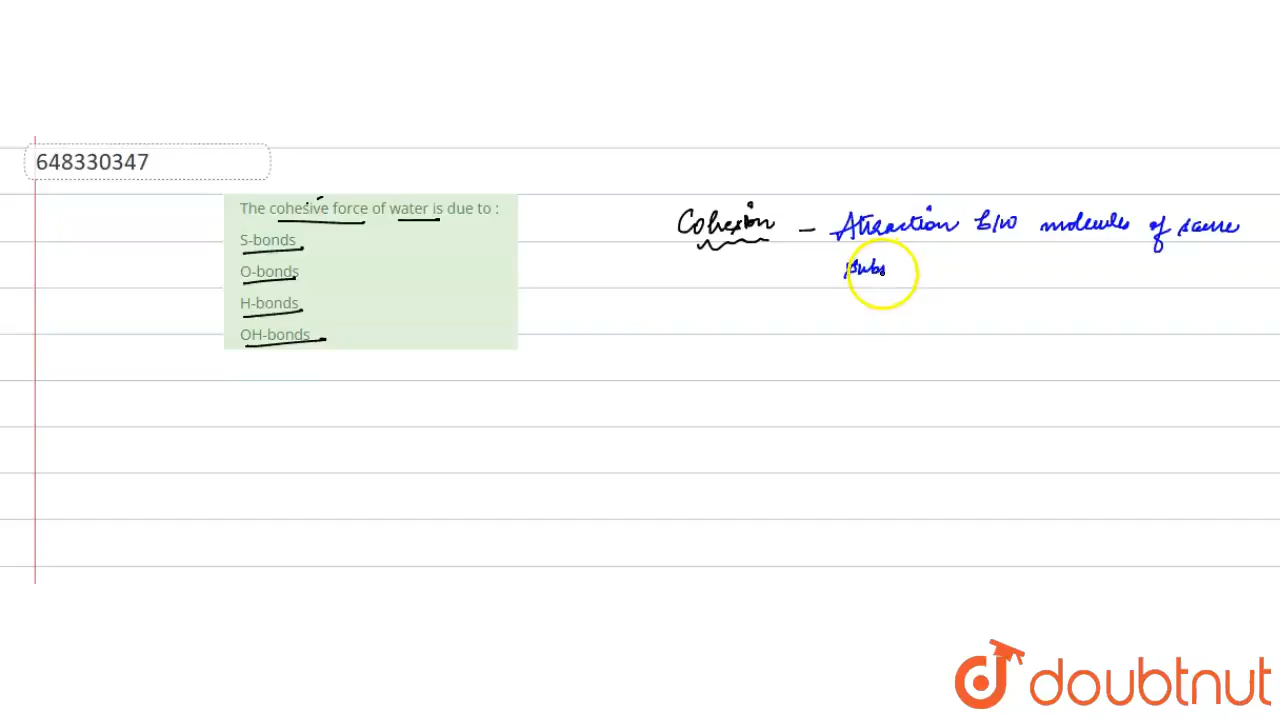 648330347
The cohesive force of water is due to :
S-bonds
O-bonds
H-bonds
OH-bonds
Cohesion – Attraction b/w molecules of same
subs
doubtnut